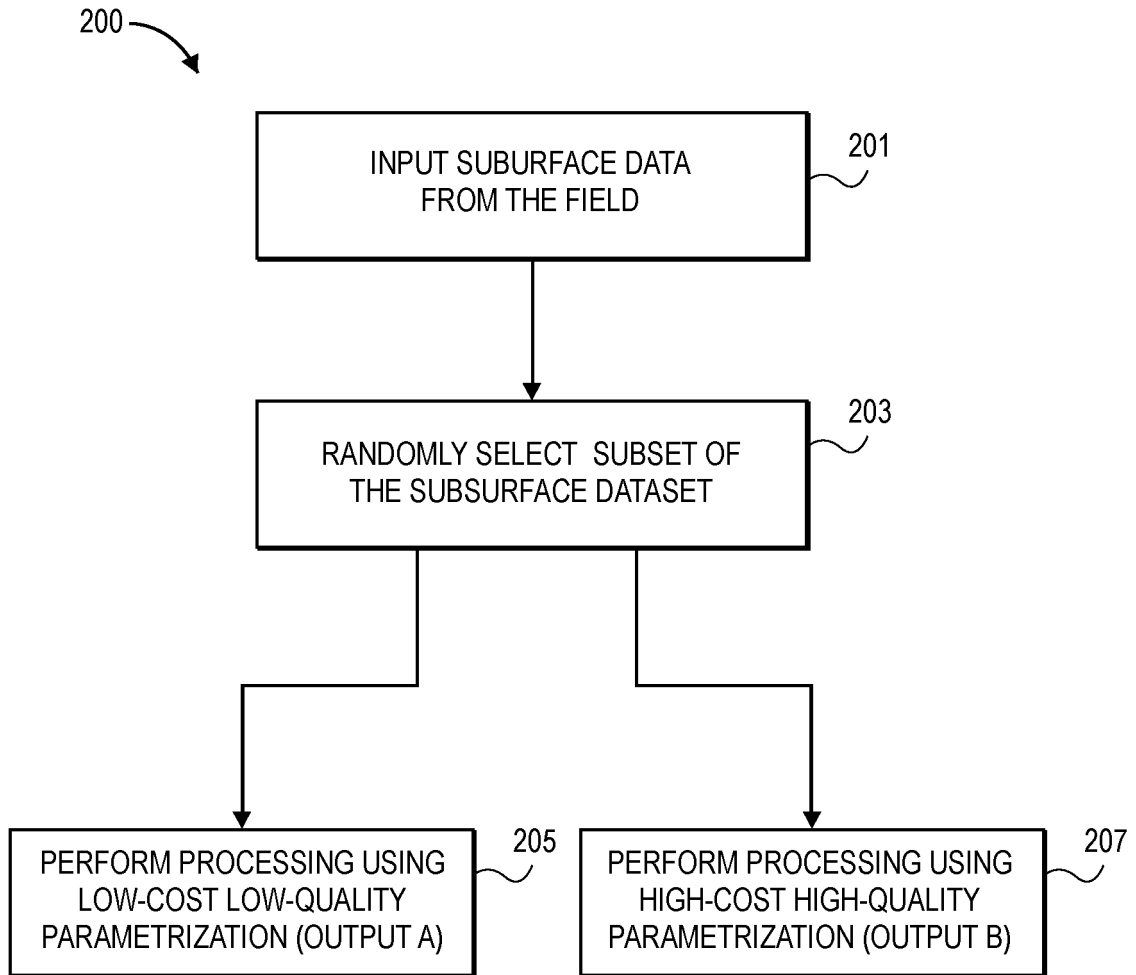 200
INPUT SUBURFACE DATA
FROM THE FIELD
201
RANDOMLY SELECT SUBSET OF
THE SUBSURFACE DATASET
203
PERFORM PROCESSING USING
LOW-COST LOW-QUALITY
PARAMETRIZATION (OUTPUT A)
205
PERFORM PROCESSING USING
HIGH-COST HIGH-QUALITY
PARAMETRIZATION (OUTPUT B)
207